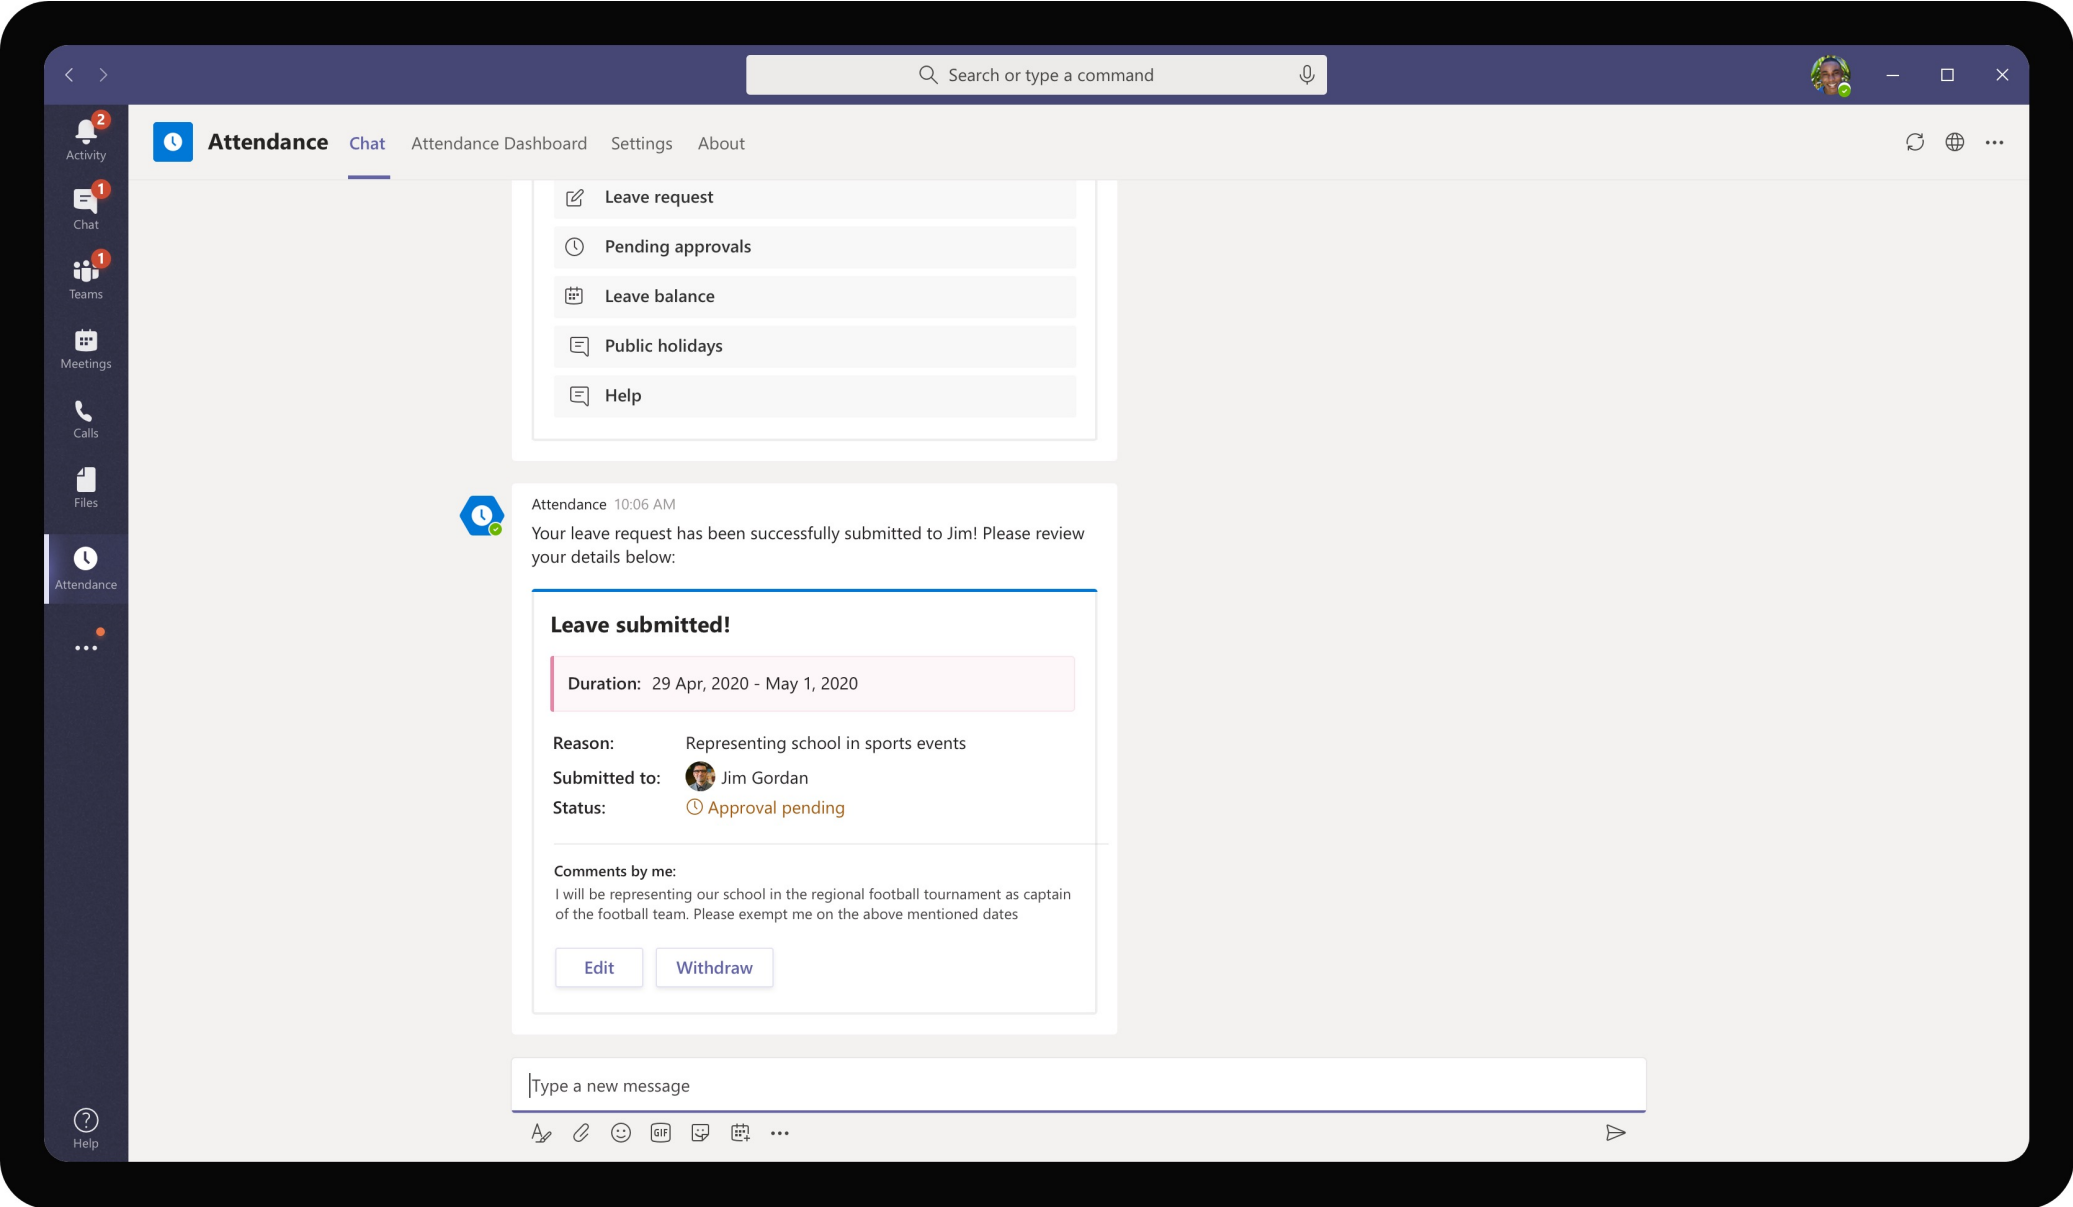 Search or type a command
2
Activity
1
Chat
1
Teams
Meetings
Calls
Files
Attendance
Help
Attendance Chat Attendance Dashboard Settings About
Leave request
Pending approvals
Leave balance
Public holidays
Help
Attendance 10:06 AM
Your leave request has been successfully submitted to Jim! Please review
your details below:
Leave submitted!
Duration: 29 Apr, 2020 - May 1, 2020
Reason: Representing school in sports events
Submitted to: Jim Gordan
Status: Approval pending
Comments by me:
I will be representing our school in the regional football tournament as captain
of the football team. Please exempt me on the above mentioned dates
Edit Withdraw
Type a new message
GIF